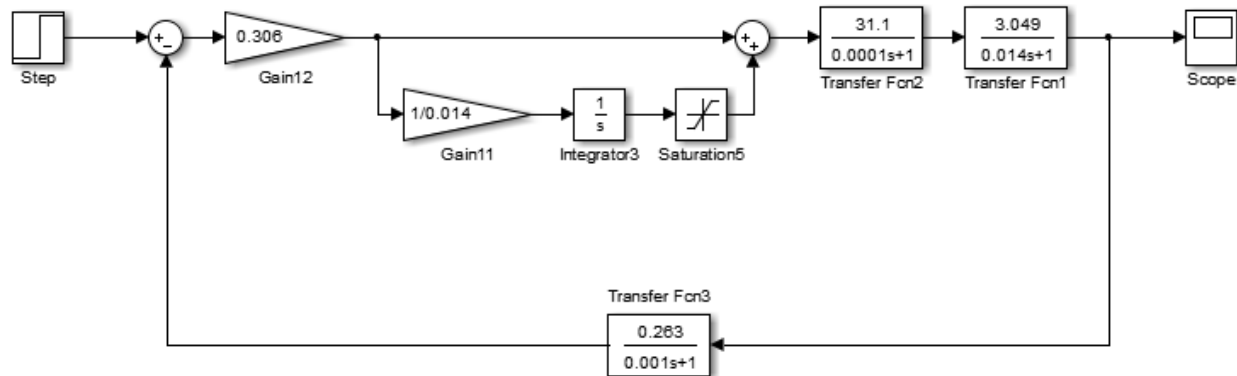 +
−
Step
0.306
Gain12
1/0.014
Gain11
1
s
Integrator3
Saturation5
+
+
31.1
0.0001s+1
Transfer Fcn2
3.049
0.014s+1
Transfer Fcn1
Scope
Transfer Fcn3
0.263
0.001s+1